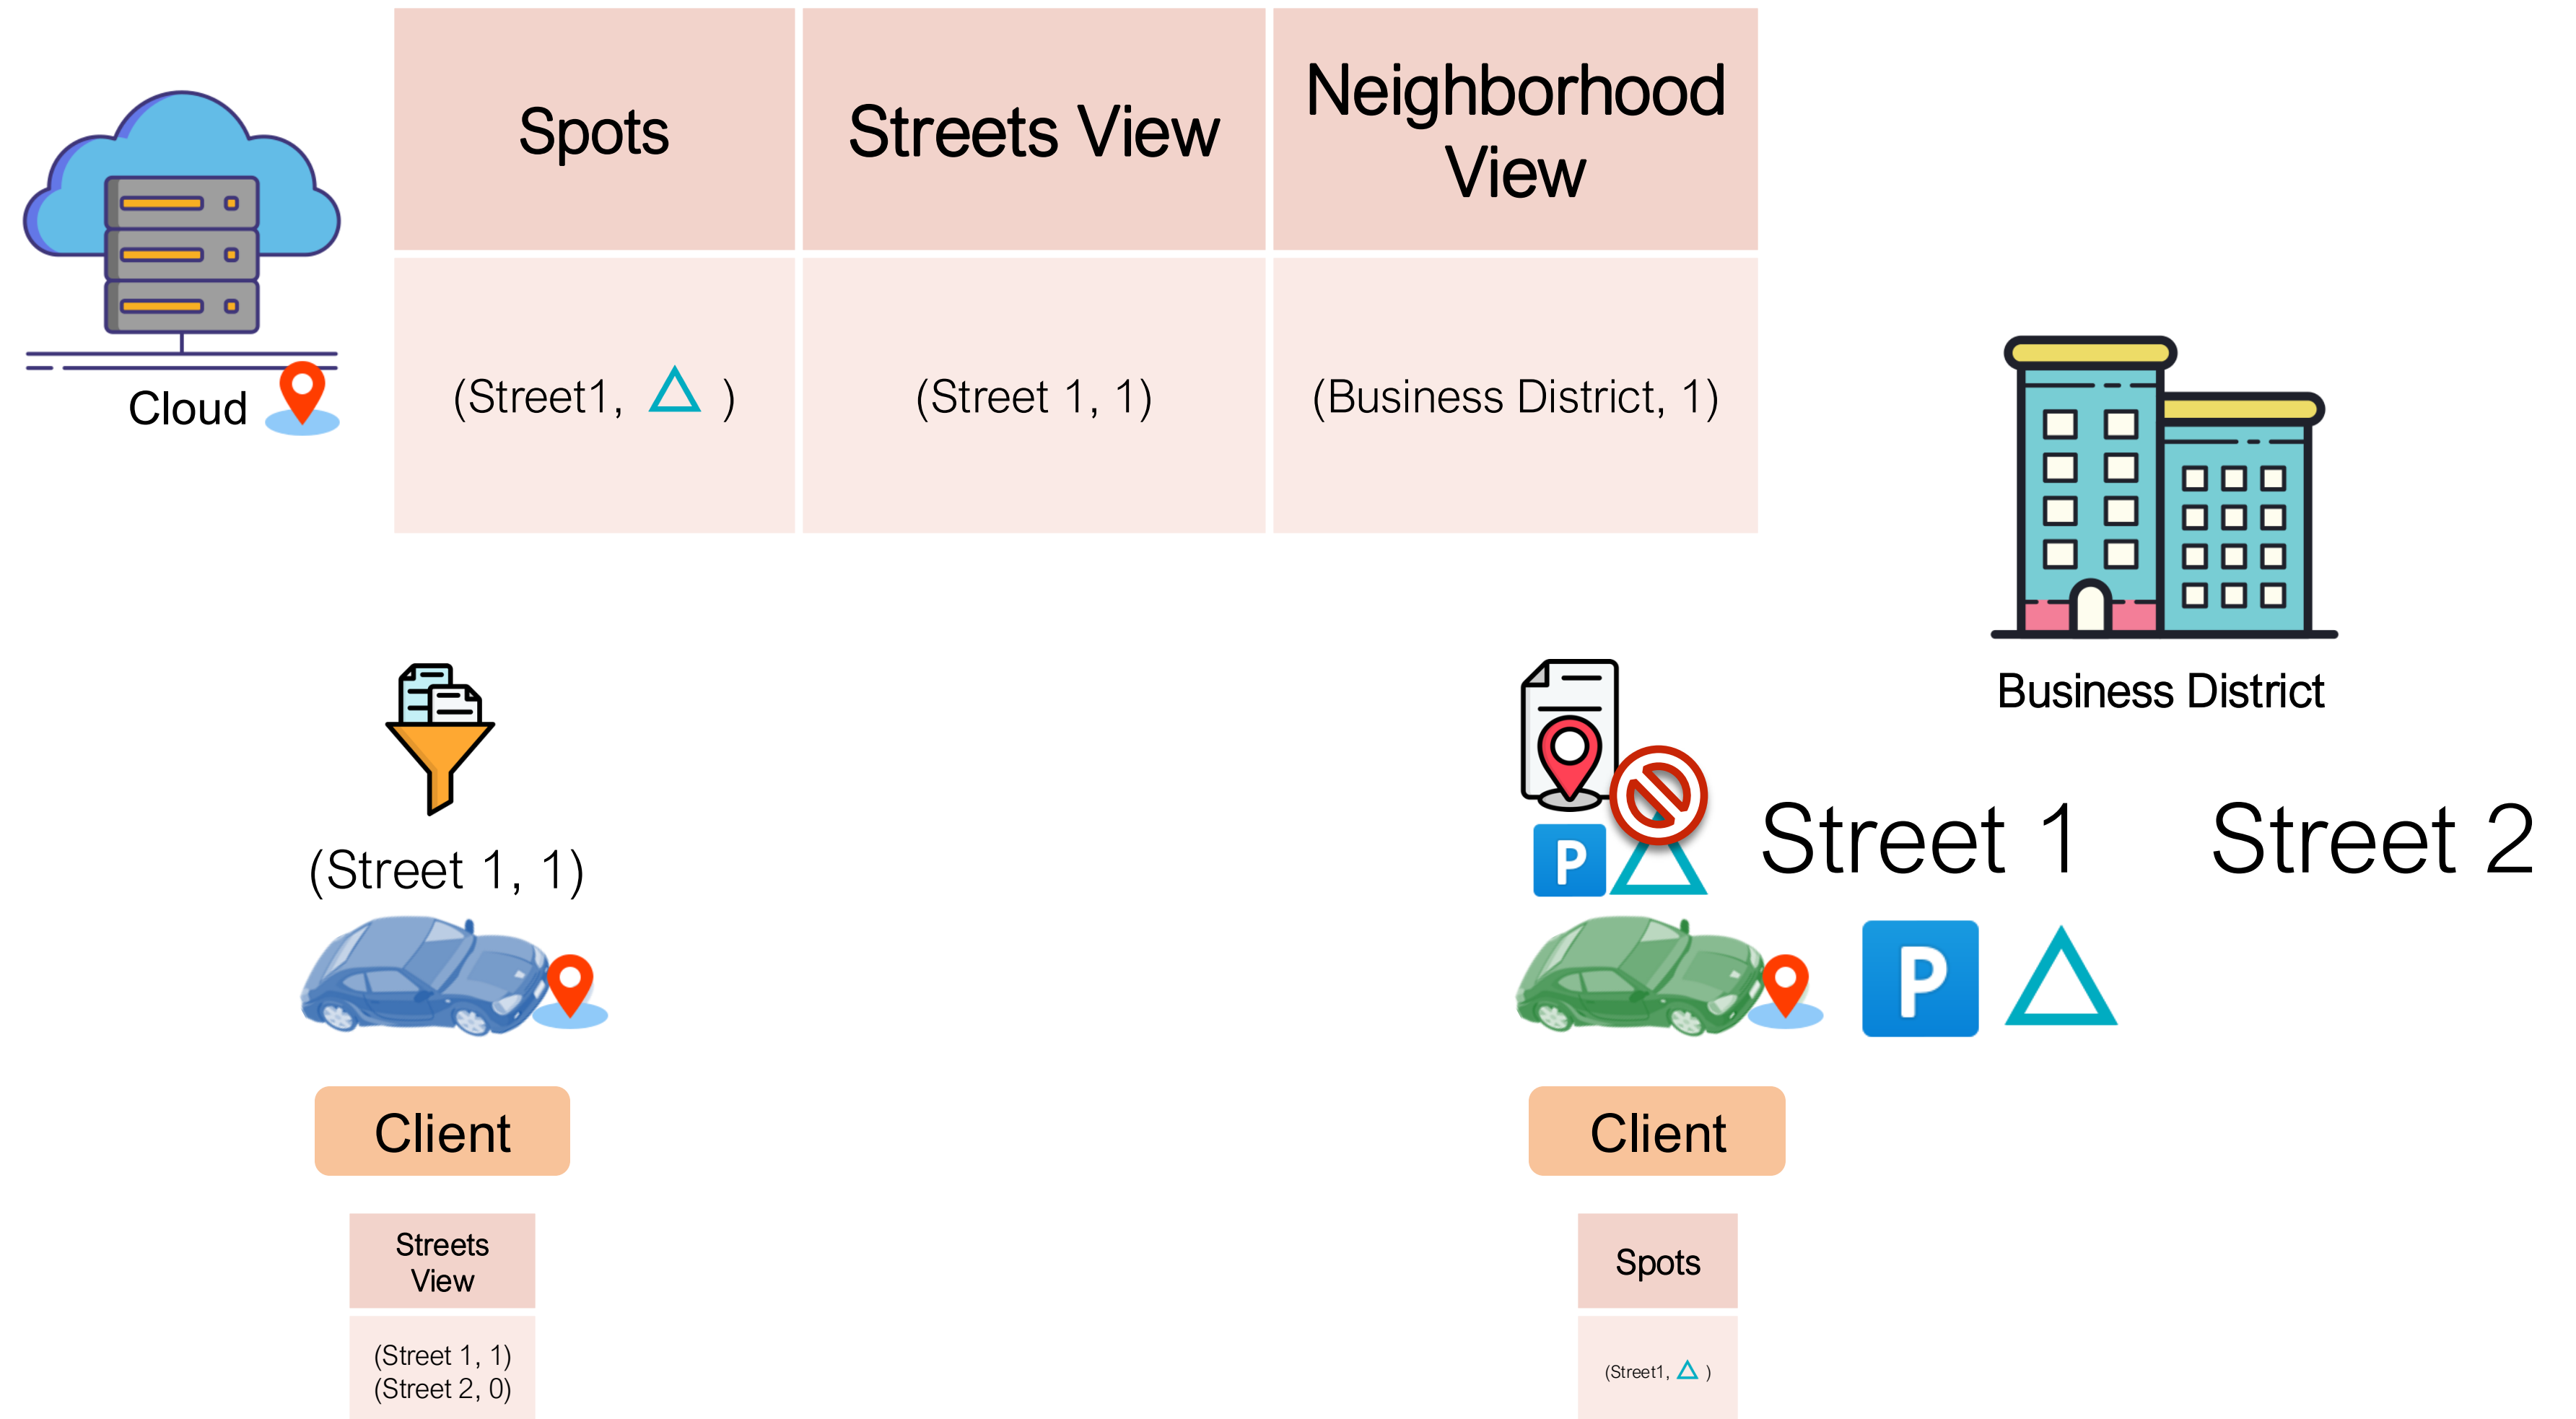 Spots
Streets View
Neighborhood
View
(Street1, )
(Street 1, 1)
(Business District, 1)
Cloud
Business District
(Street 1, 1)
P
Street 1
Street 2
P
Client
Client
Streets
View
(Street 1, 1)
(Street 2, 0)
Spots
(Street1, )